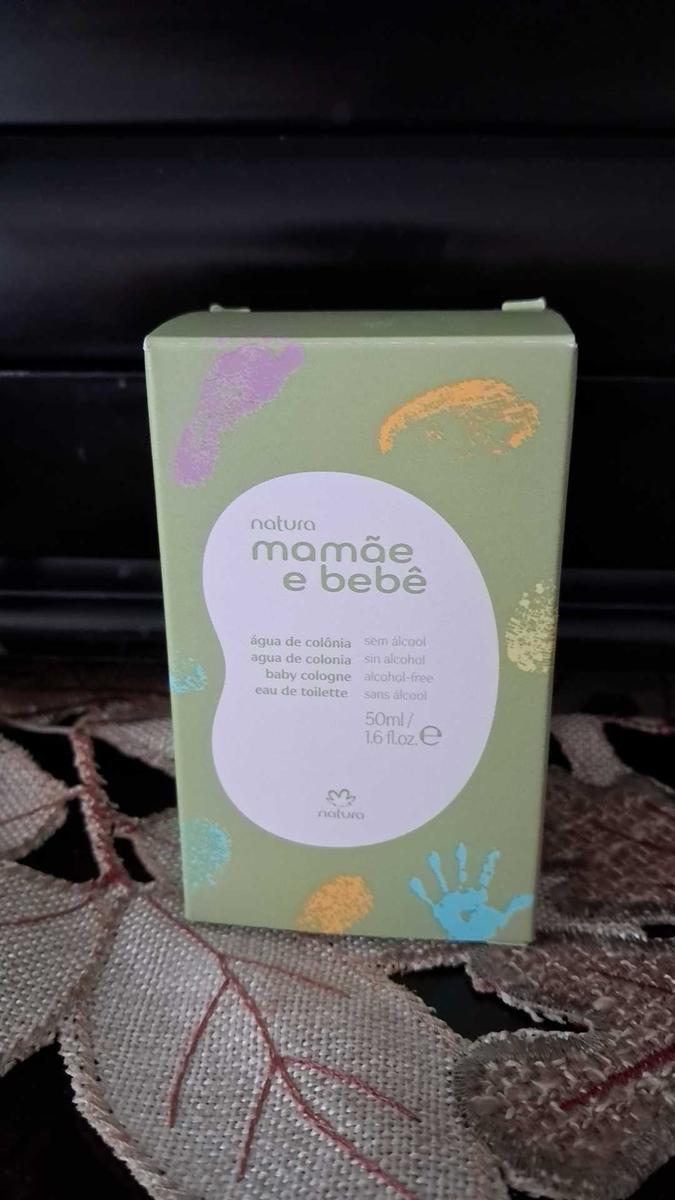 natura
mamãe
e bebê
água de colônia sem álcool
agua de colonia sin alcohol
baby cologne alcohol-free
eau de toilette sans álcool
50ml /
1.6 fl.oz. ℮
natura